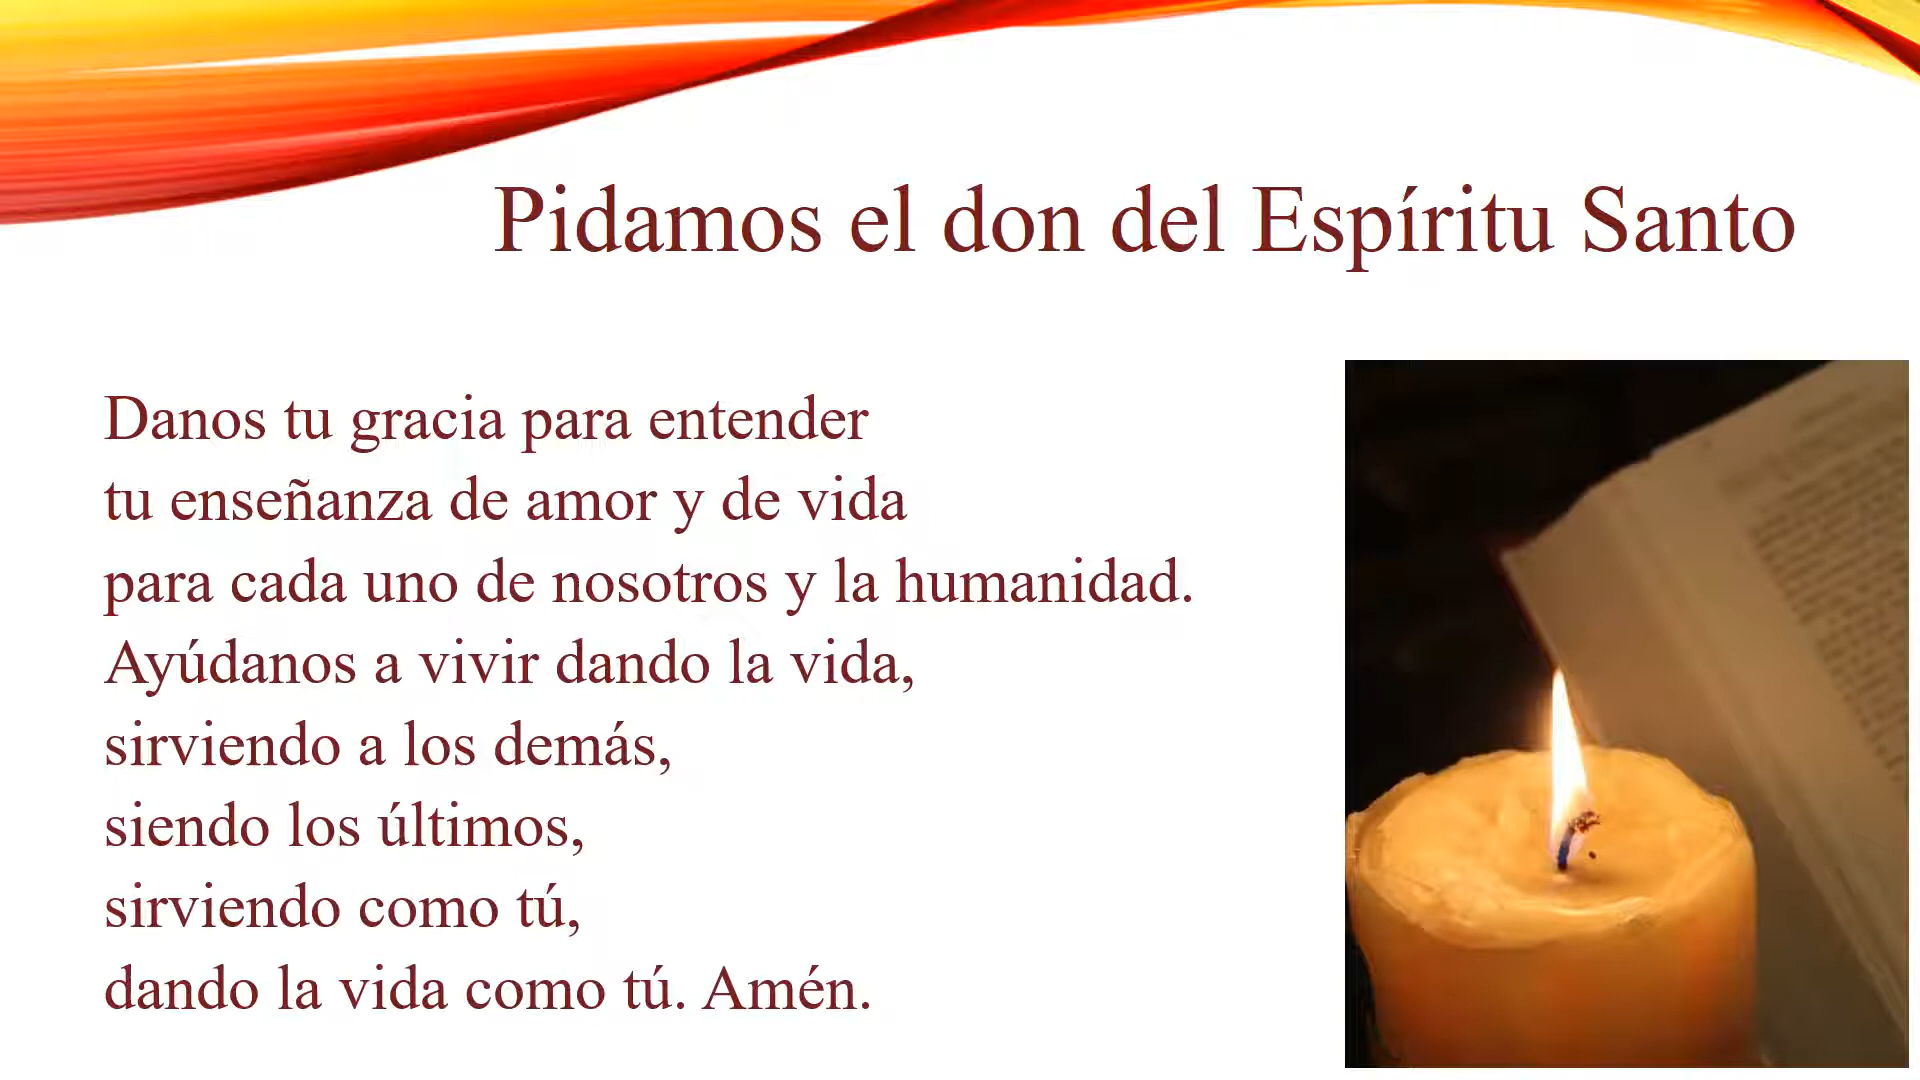 Pidamos el don del Espíritu Santo
Danos tu gracia para entender
tu enseñanza de amor y de vida
para cada uno de nosotros y la humanidad.
Ayúdanos a vivir dando la vida,
sirviendo a los demás,
siendo los últimos,
sirviendo como tú,
dando la vida como tú. Amén.